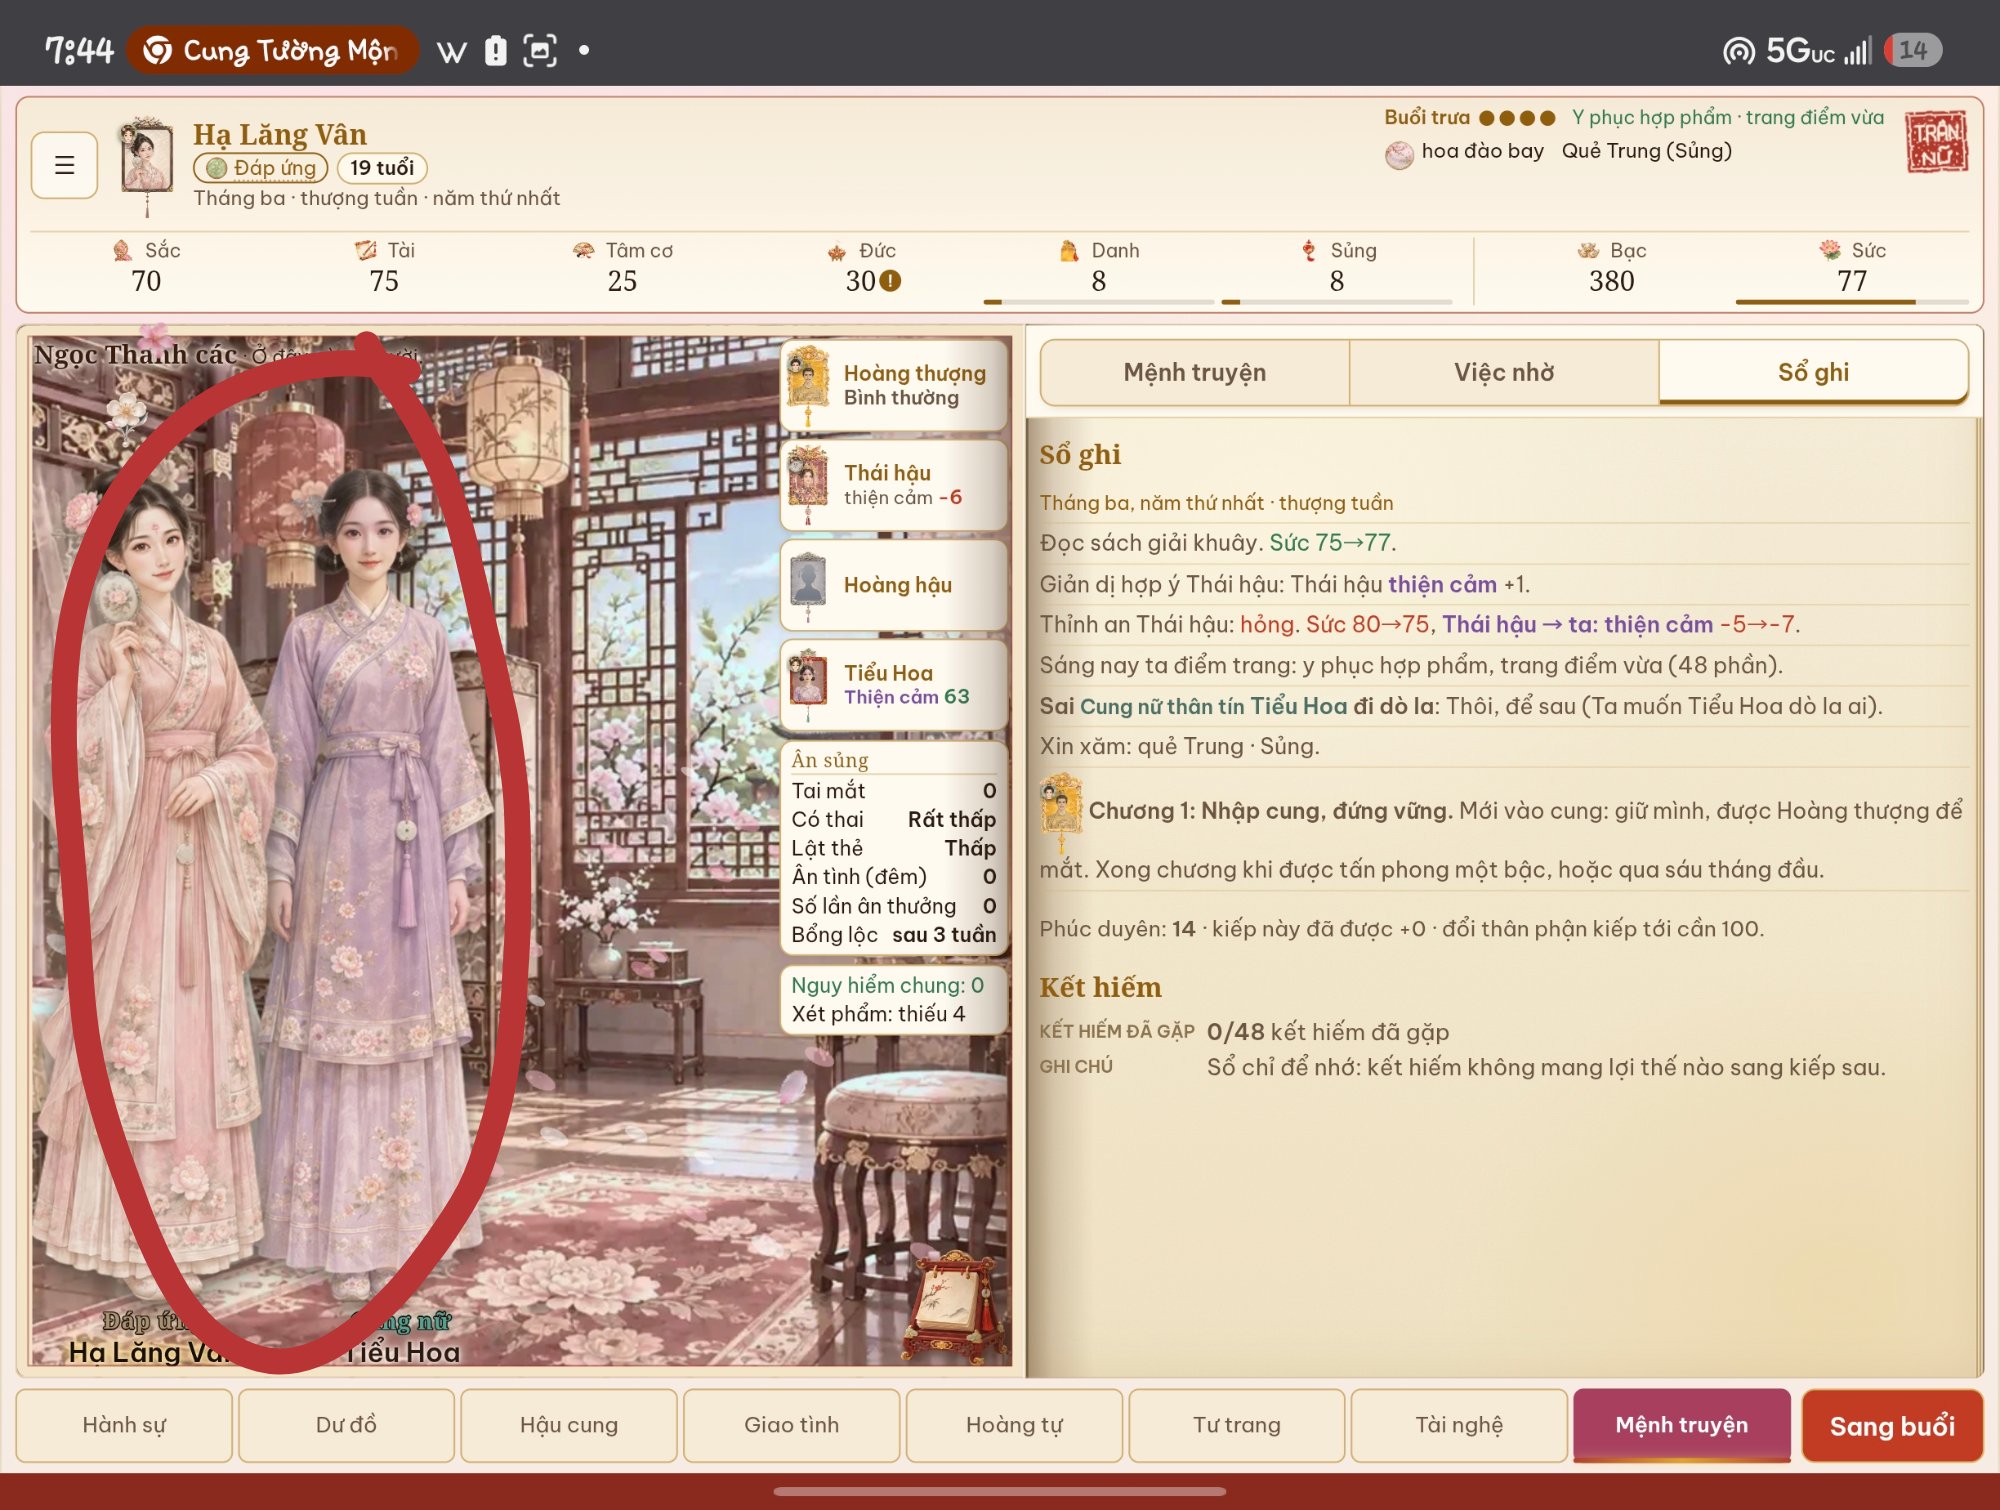 7:44 Cung Tường Mộn
5G UC 14
Hạ Lăng Vân
Đáp ứng 19 tuổi
Tháng ba · thượng tuần · năm thứ nhất
Buổi trưa Y phục hợp phẩm · trang điểm vừa
hoa đào bay Quẻ Trung (Sủng)
TRÂN NỮ
Sắc Tài Tâm cơ Đức Danh Sủng Bạc Sức
70 75 25 30 8 8 380 77
Ngọc Thanh các · Ở
Hoàng thượng
Bình thường
Thái hậu
thiện cảm -6
Hoàng hậu
Tiểu Hoa
Thiện cảm 63
Ân sủng
Tai mắt 0
Có thai Rất thấp
Lật thẻ Thấp
Ân tình (đêm) 0
Số lần ân thưởng 0
Bổng lộc sau 3 tuần
Nguy hiểm chung: 0
Xét phẩm: thiếu 4
Đáp nữ
Hạ Lăng Tiểu Hoa
Mệnh truyện Việc nhờ Sổ ghi
Sổ ghi
Tháng ba, năm thứ nhất · thượng tuần
Đọc sách giải khuây. Sức 75→77.
Giản dị hợp ý Thái hậu: Thái hậu thiện cảm +1.
Thỉnh an Thái hậu: hỏng. Sức 80→75, Thái hậu → ta: thiện cảm -5→-7.
Sáng nay ta điểm trang: y phục hợp phẩm, trang điểm vừa (48 phần).
Sai Cung nữ thân tín Tiểu Hoa đi dò la: Thôi, để sau (Ta muốn Tiểu Hoa dò la ai).
Xin xăm: quẻ Trung · Sủng.
Chương 1: Nhập cung, đứng vững. Mới vào cung: giữ mình, được Hoàng thượng để
mắt. Xong chương khi được tấn phong một bậc, hoặc qua sáu tháng đầu.
Phúc duyên: 14 · kiếp này đã được +0 · đổi thân phận kiếp tới cần 100.
Kết hiếm
KẾT HIẾM ĐÃ GẶP 0/48 kết hiếm đã gặp
GHI CHÚ Sổ chỉ để nhớ: kết hiếm không mang lợi thế nào sang kiếp sau.
Hành sự Dư đồ Hậu cung Giao tình Hoàng tự Tư trang Tài nghệ Mệnh truyện Sang buổi